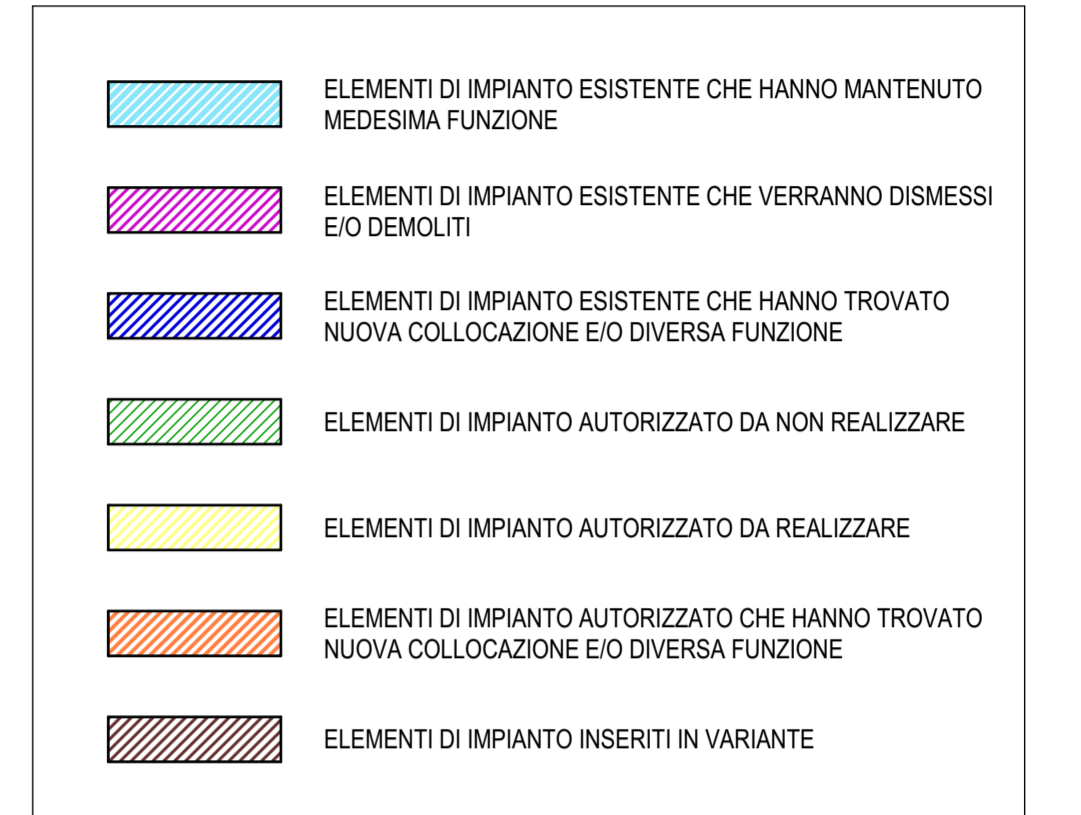 ELEMENTI DI IMPIANTO ESISTENTE CHE HANNO MANTENUTO
MEDESIMA FUNZIONE
ELEMENTI DI IMPIANTO ESISTENTE CHE VERRANNO DISMESSI
E/O DEMOLITI
ELEMENTI DI IMPIANTO ESISTENTE CHE HANNO TROVATO
NUOVA COLLOCAZIONE E/O DIVERSA FUNZIONE
ELEMENTI DI IMPIANTO AUTORIZZATO DA NON REALIZZARE
ELEMENTI DI IMPIANTO AUTORIZZATO DA REALIZZARE
ELEMENTI DI IMPIANTO AUTORIZZATO CHE HANNO TROVATO
NUOVA COLLOCAZIONE E/O DIVERSA FUNZIONE
ELEMENTI DI IMPIANTO INSERITI IN VARIANTE